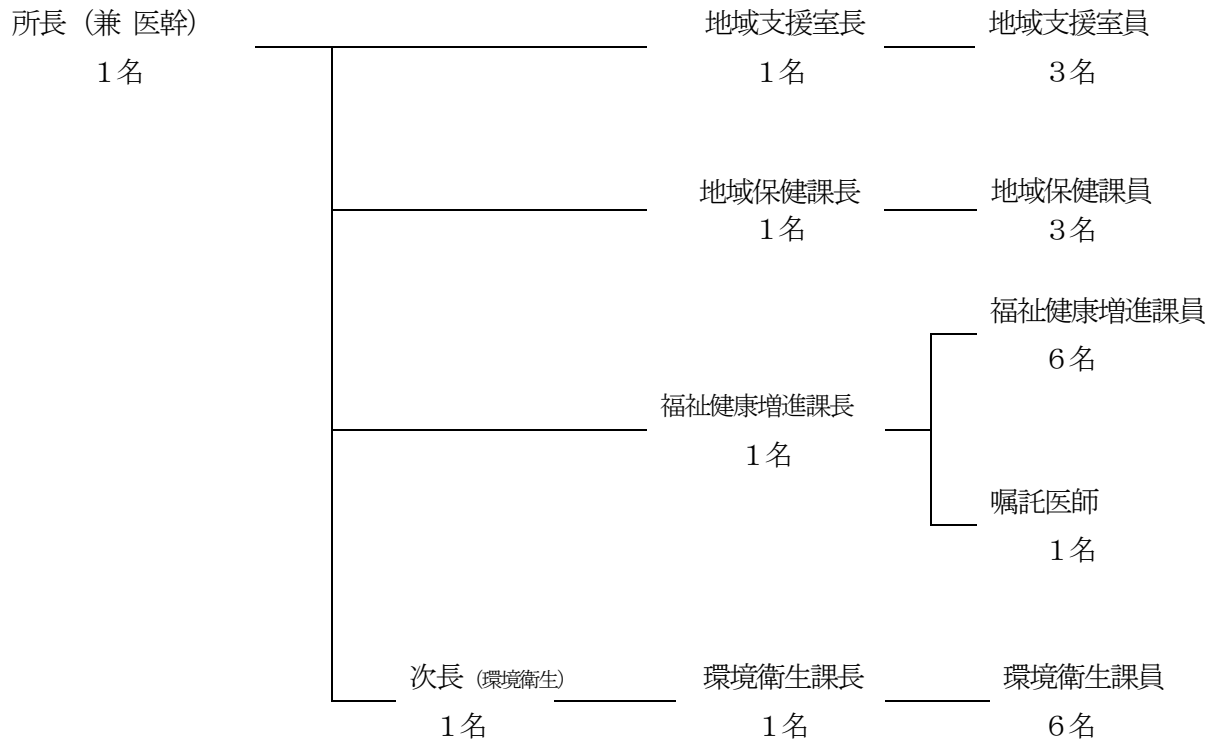 所長（兼 医幹） 地域支援室長 地域支援室員
１名 １名 ３名
地域保健課長 地域保健課員
１名 ３名
福祉健康増進課員
６名
福祉健康増進課長
１名
嘱託医師
１名
次長（環境衛生） 環境衛生課長 環境衛生課員
１名 １名 ６名